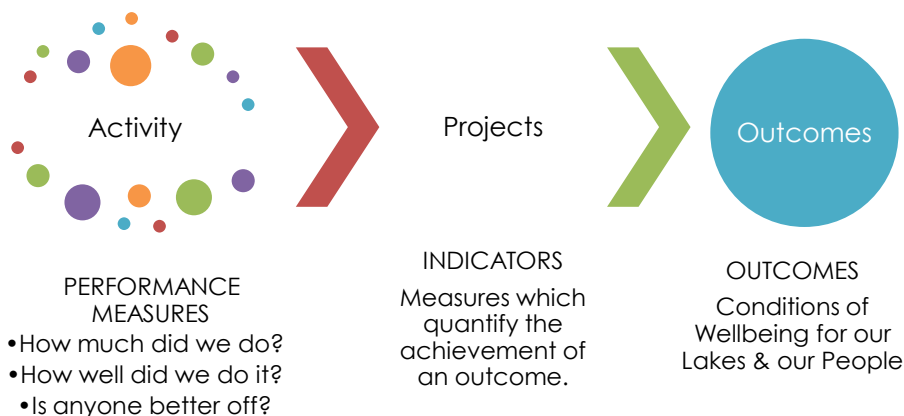 Activity
Projects
Outcomes
PERFORMANCE
MEASURES
•How much did we do?
•How well did we do it?
•Is anyone better off?
INDICATORS
Measures which
quantify the
achievement of
an outcome.
OUTCOMES
Conditions of
Wellbeing for our
Lakes & our People